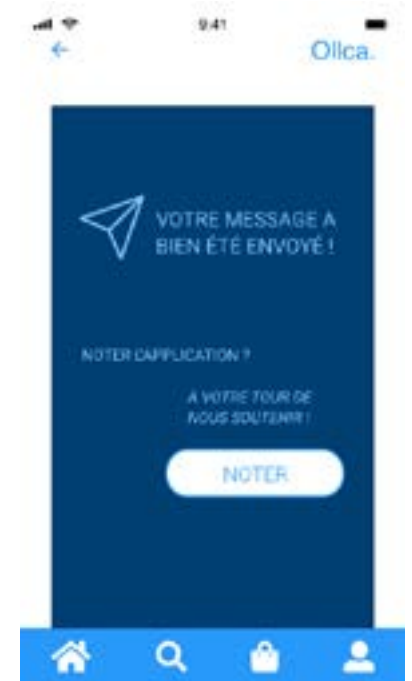 9:41
Ollca.
VOTRE MESSAGE A
BIEN ÉTÉ ENVOYÉ !
NOTER L'APPLICATION ?
A VOTRE TOUR DE
NOUS SOUTENIR !
NOTER